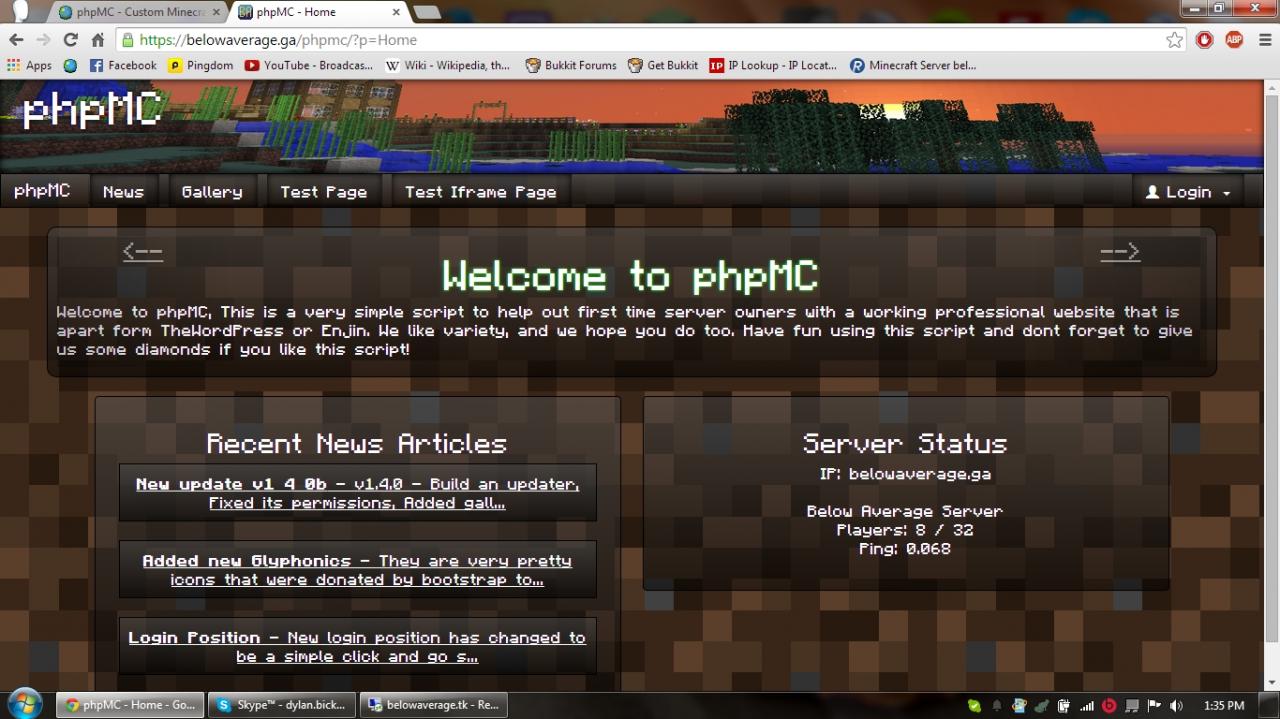 phpMC - Custom Minecra
phpMC - Home
https://belowaverage.ga/phpmc/?p=Home
ABP
Apps
Facebook
Pingdom
YouTube - Broadcas...
W Wiki - Wikipedia, th...
Bukkit Forums
Get Bukkit
IP IP Lookup - IP Locat...
Minecraft Server bel...
phpMC
phpMC News Gallery Test Page Test Iframe Page Login
<-- -->
Welcome to phpMC
Welcome to phpMC, This is a very simple script to help out first time server owners with a working professional website that is
apart form TheWordPress or Enjin. We like variety, and we hope you do too. Have fun using this script and dont forget to give
us some diamonds if you like this script!
Recent News Articles
New update v1 4 0b - v1.4.0 - Build an updater,
Fixed its permissions, Added gall...
Added new Glyphonics - They are very pretty
icons that were donated by bootstrap to...
Login Position - New login position has changed to
be a simple click and go s...
Server Status
IP: belowaverage.ga
Below Average Server
Players: 8 / 32
Ping: 0.068
phpMC - Home - Go...
Skype™ - dylan.bick...
belowaverage.tk - Re...
1:35 PM